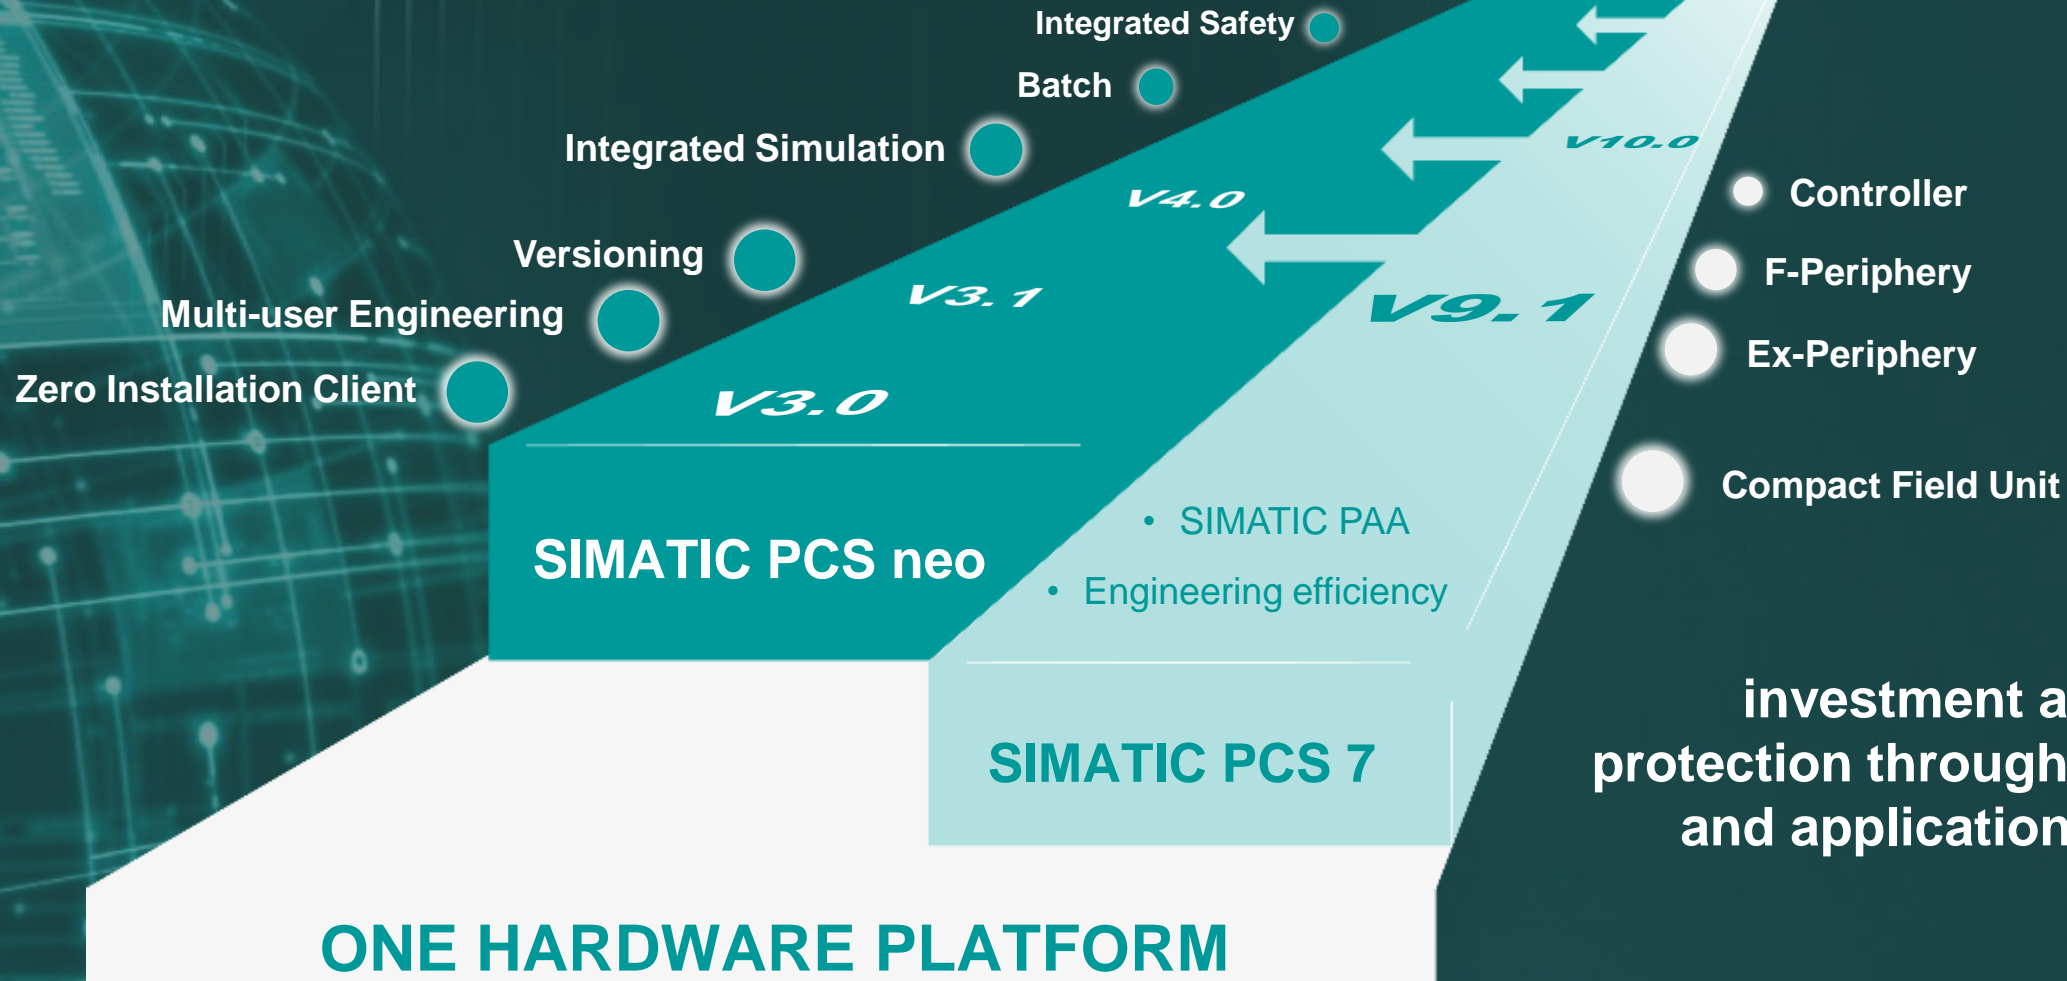 Integrated Safety
Batch
Integrated Simulation
Versioning
Multi-user Engineering
Zero Installation Client
V10.0
V4.0
V3.1
V9.1
V3.0
Controller
F-Periphery
Ex-Periphery
Compact Field Unit
SIMATIC PCS neo
• SIMATIC PAA
• Engineering efficiency
SIMATIC PCS 7
investment a
protection through
and application
ONE HARDWARE PLATFORM